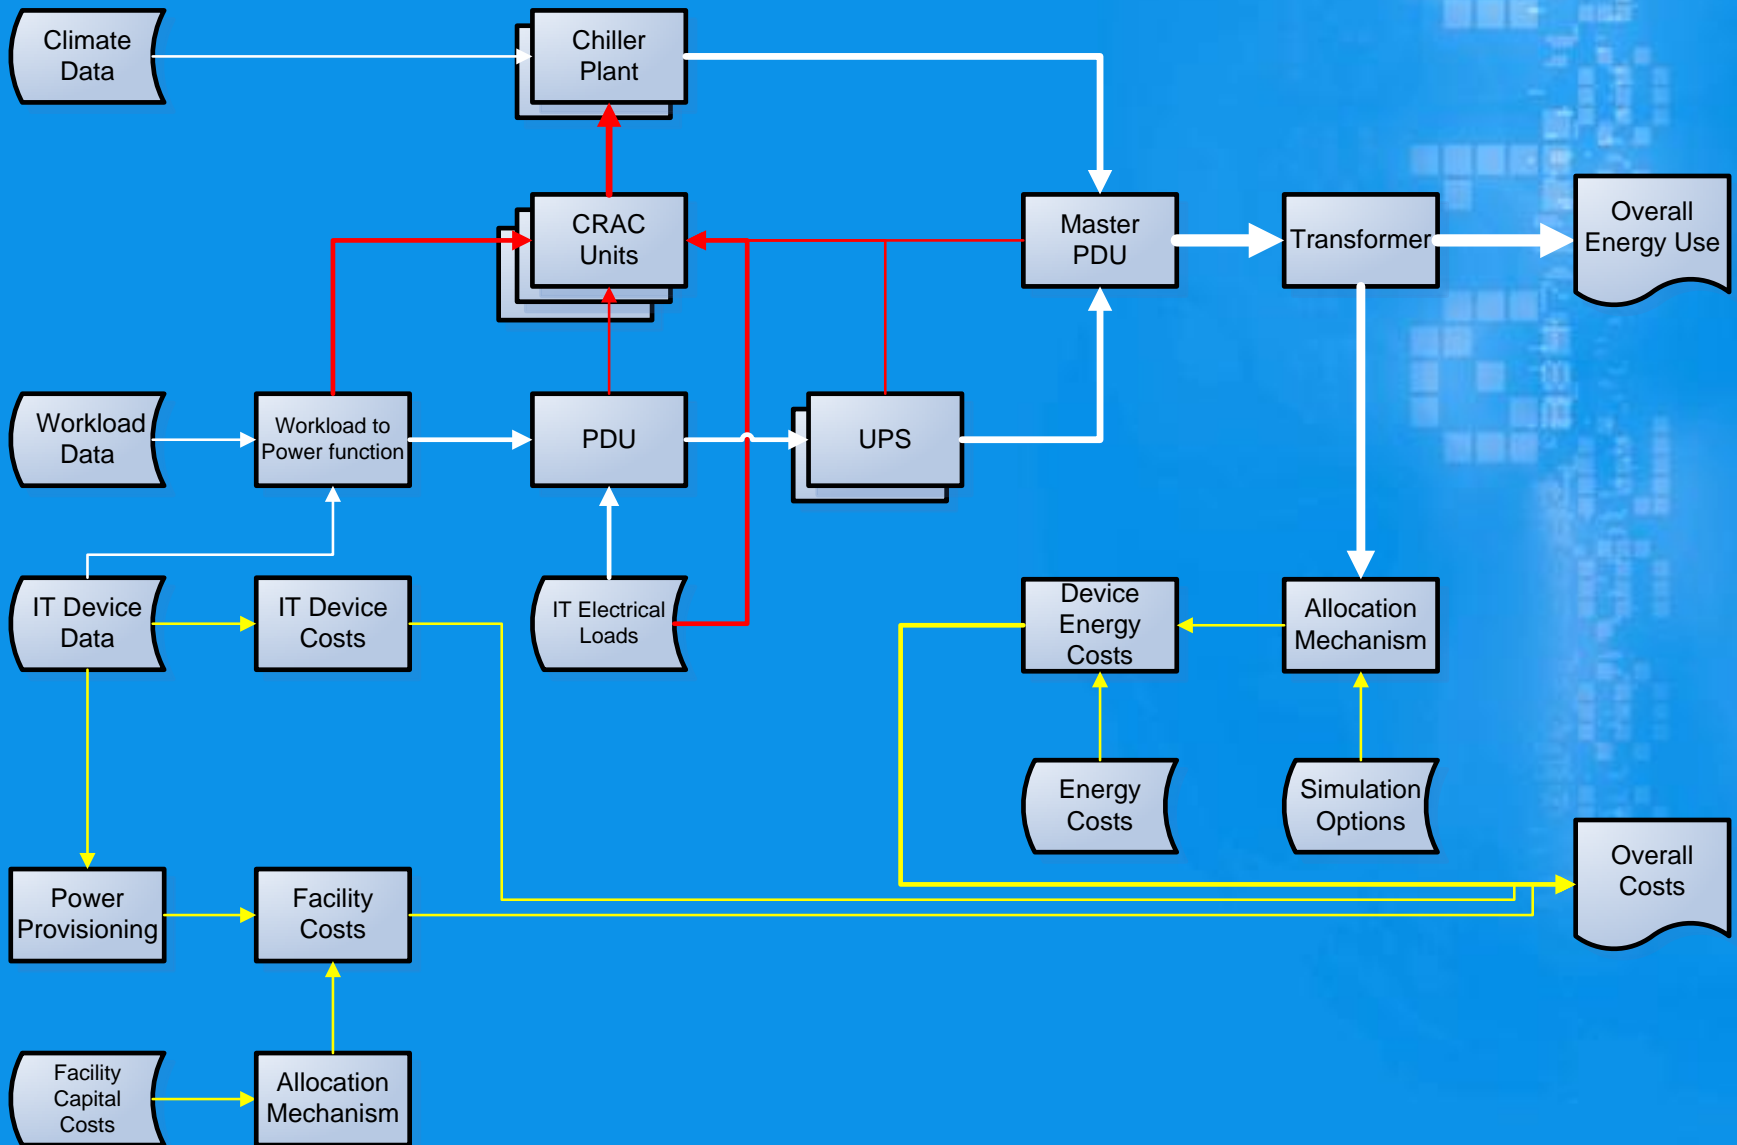 Climate
Data
Chiller
Plant
CRAC
Units
Master
PDU
Transformer
Overall
Energy Use
Workload
Data
Workload to
Power function
PDU
UPS
IT Device
Data
IT Device
Costs
IT Electrical
Loads
Device
Energy
Costs
Allocation
Mechanism
Energy
Costs
Simulation
Options
Overall
Costs
Power
Provisioning
Facility
Costs
Facility
Capital
Costs
Allocation
Mechanism